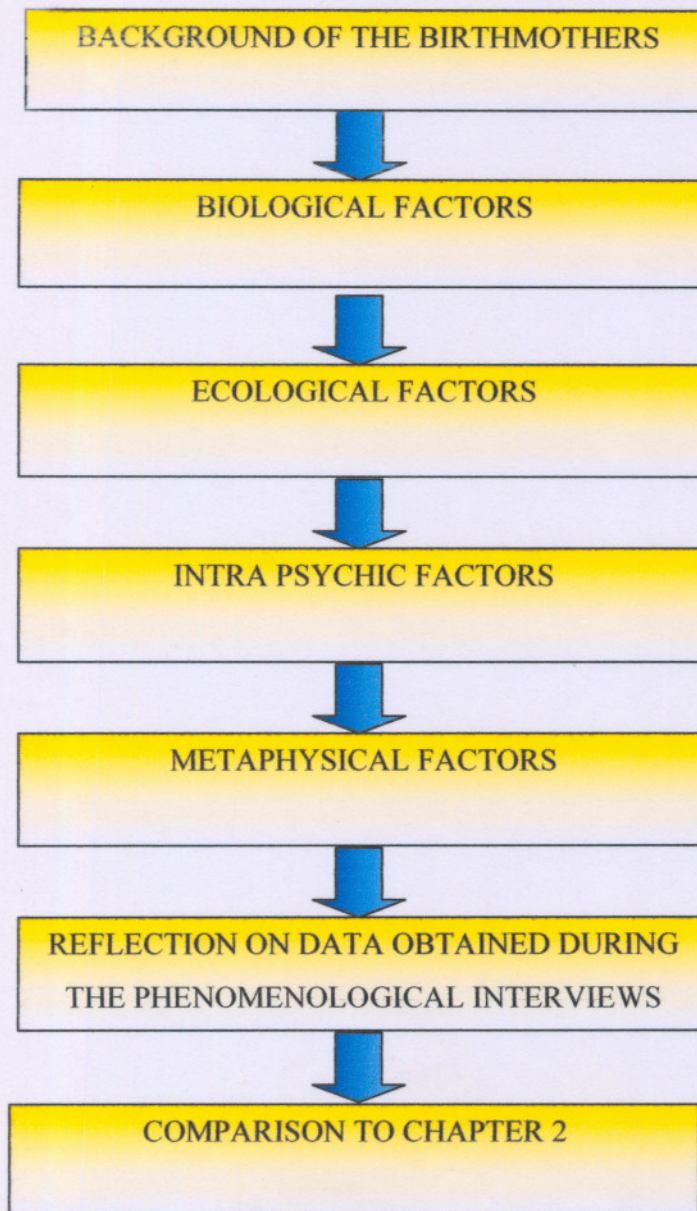 BACKGROUND OF THE BIRTHMOTHERS
BIOLOGICAL FACTORS
ECOLOGICAL FACTORS
INTRA PSYCHIC FACTORS
METAPHYSICAL FACTORS
REFLECTION ON DATA OBTAINED DURING
THE PHENOMENOLOGICAL INTERVIEWS
COMPARISON TO CHAPTER 2